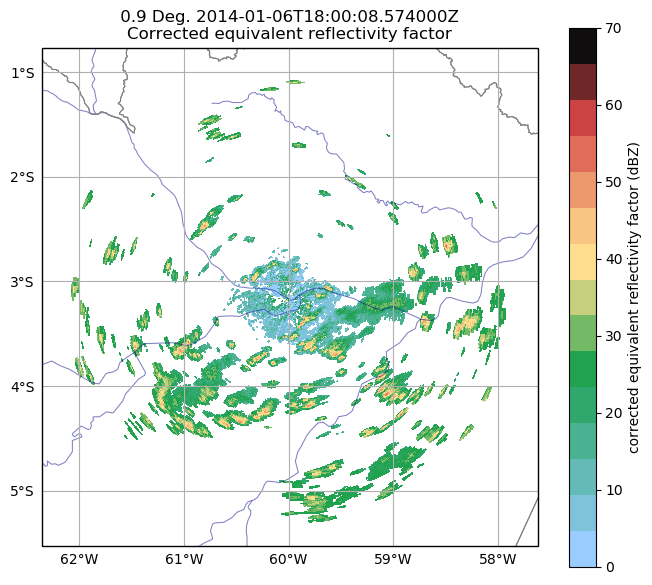 0.9 Deg. 2014-01-06T18:00:08.574000Z
Corrected equivalent reflectivity factor
1°S
2°S
3°S
4°S
5°S
62°W 61°W 60°W 59°W 58°W
70
60
50
40
30
20
10
0
corrected equivalent reflectivity factor (dBZ)